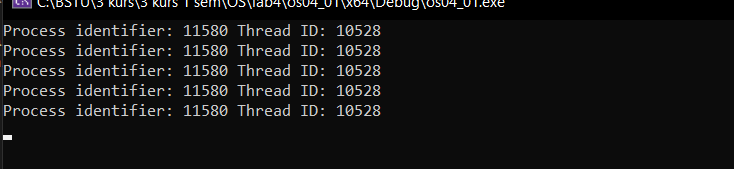 C:\BSTU\3 kurs\3 kurs 1 sem\OS\lab4\os04_01\x64\Debug\os04_01.exe
Process identifier: 11580 Thread ID: 10528
Process identifier: 11580 Thread ID: 10528
Process identifier: 11580 Thread ID: 10528
Process identifier: 11580 Thread ID: 10528
Process identifier: 11580 Thread ID: 10528